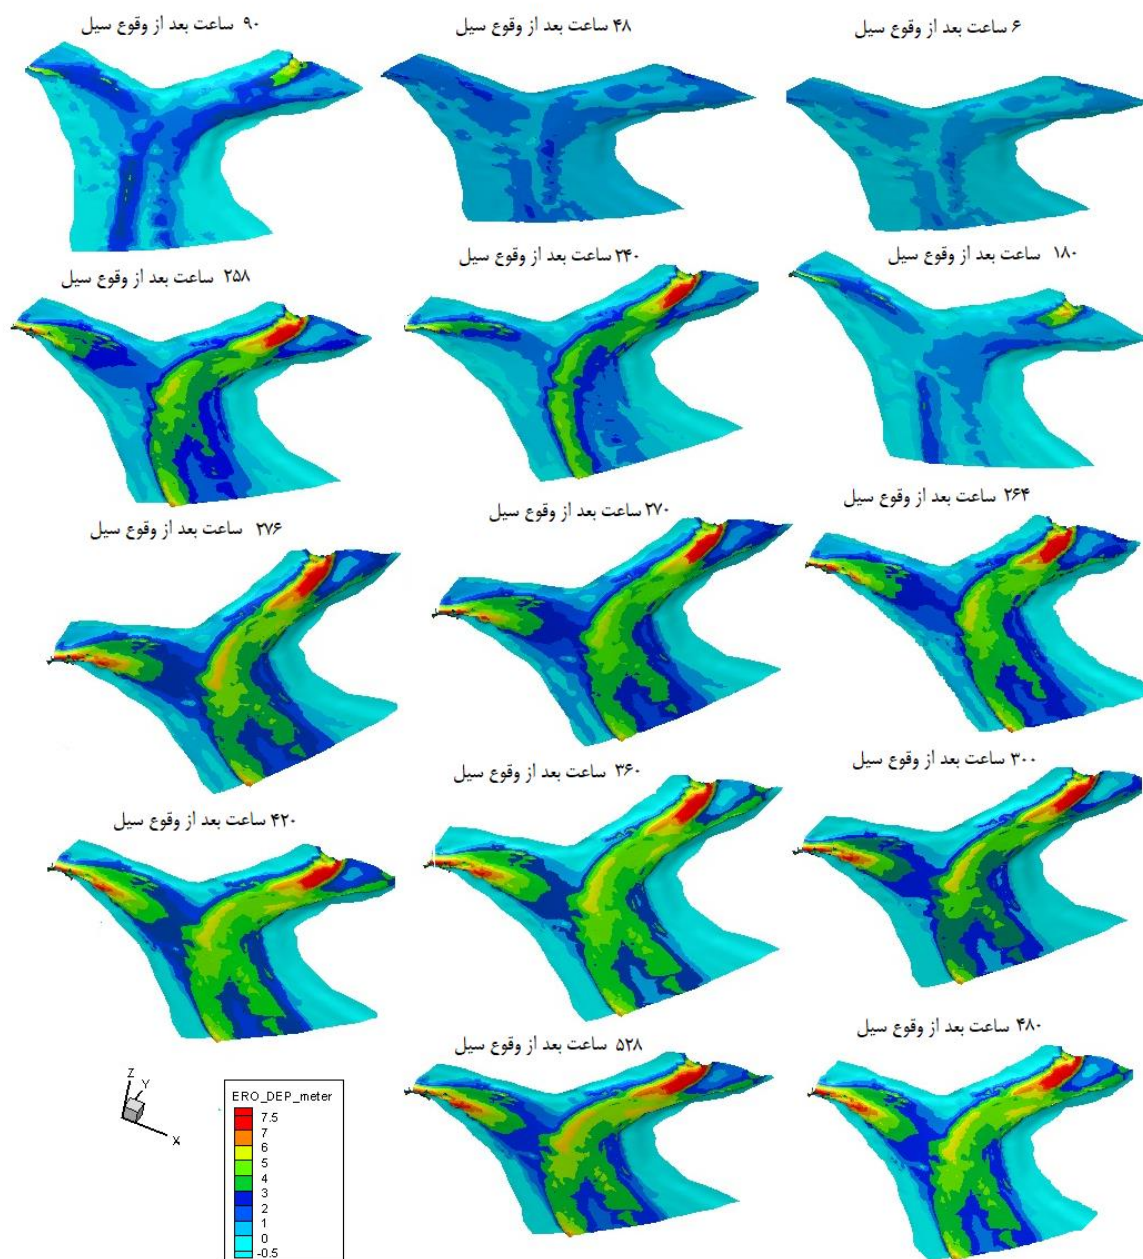 ۶ ساعت بعد از وقوع سیل
۴۸ ساعت بعد از وقوع سیل
۹۰ ساعت بعد از وقوع سیل
۱۸۰ ساعت بعد از وقوع سیل
۲۴۰ ساعت بعد از وقوع سیل
۲۵۸ ساعت بعد از وقوع سیل
۲۶۴ ساعت بعد از وقوع سیل
۲۷۰ ساعت بعد از وقوع سیل
۲۷۶ ساعت بعد از وقوع سیل
۳۰۰ ساعت بعد از وقوع سیل
۳۶۰ ساعت بعد از وقوع سیل
۴۲۰ ساعت بعد از وقوع سیل
۴۸۰ ساعت بعد از وقوع سیل
۵۲۸ ساعت بعد از وقوع سیل
Z
Y
X
ERO_DEP_meter
7.5
7
6
5
4
3
2
1
0
-0.5